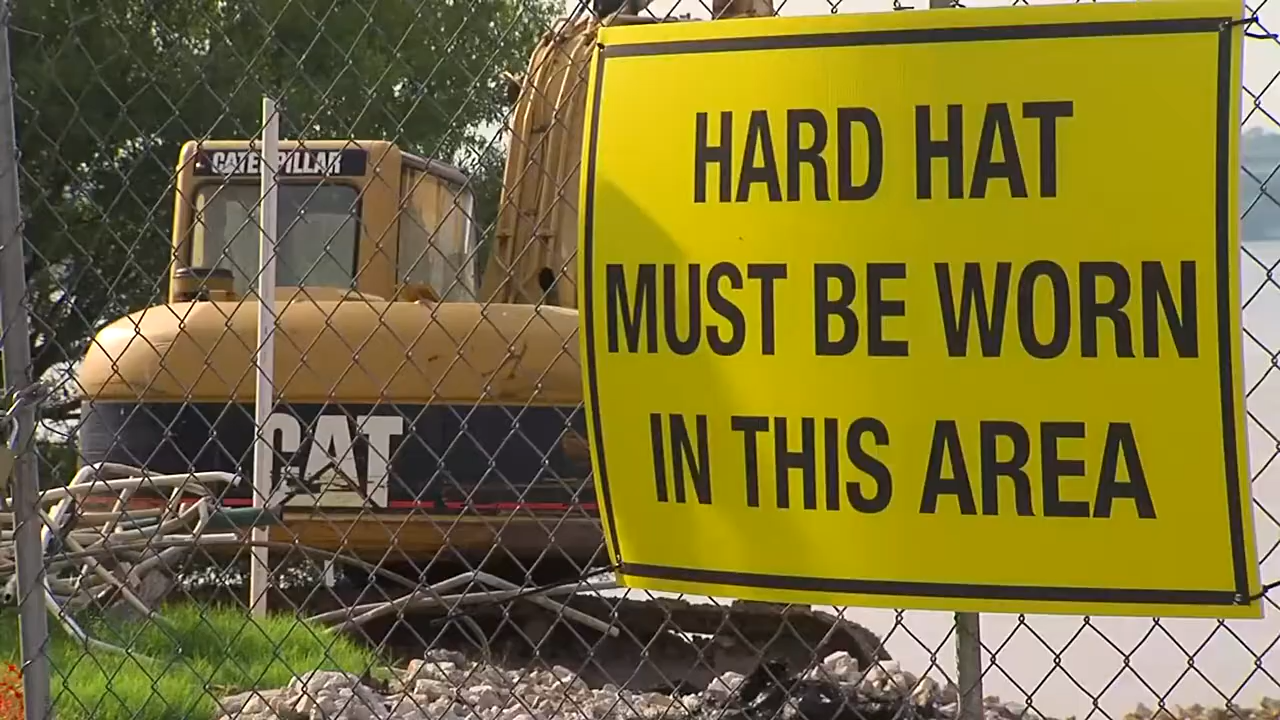 CATERPILLAR
CAT
HARD HAT
MUST BE WORN
IN THIS AREA